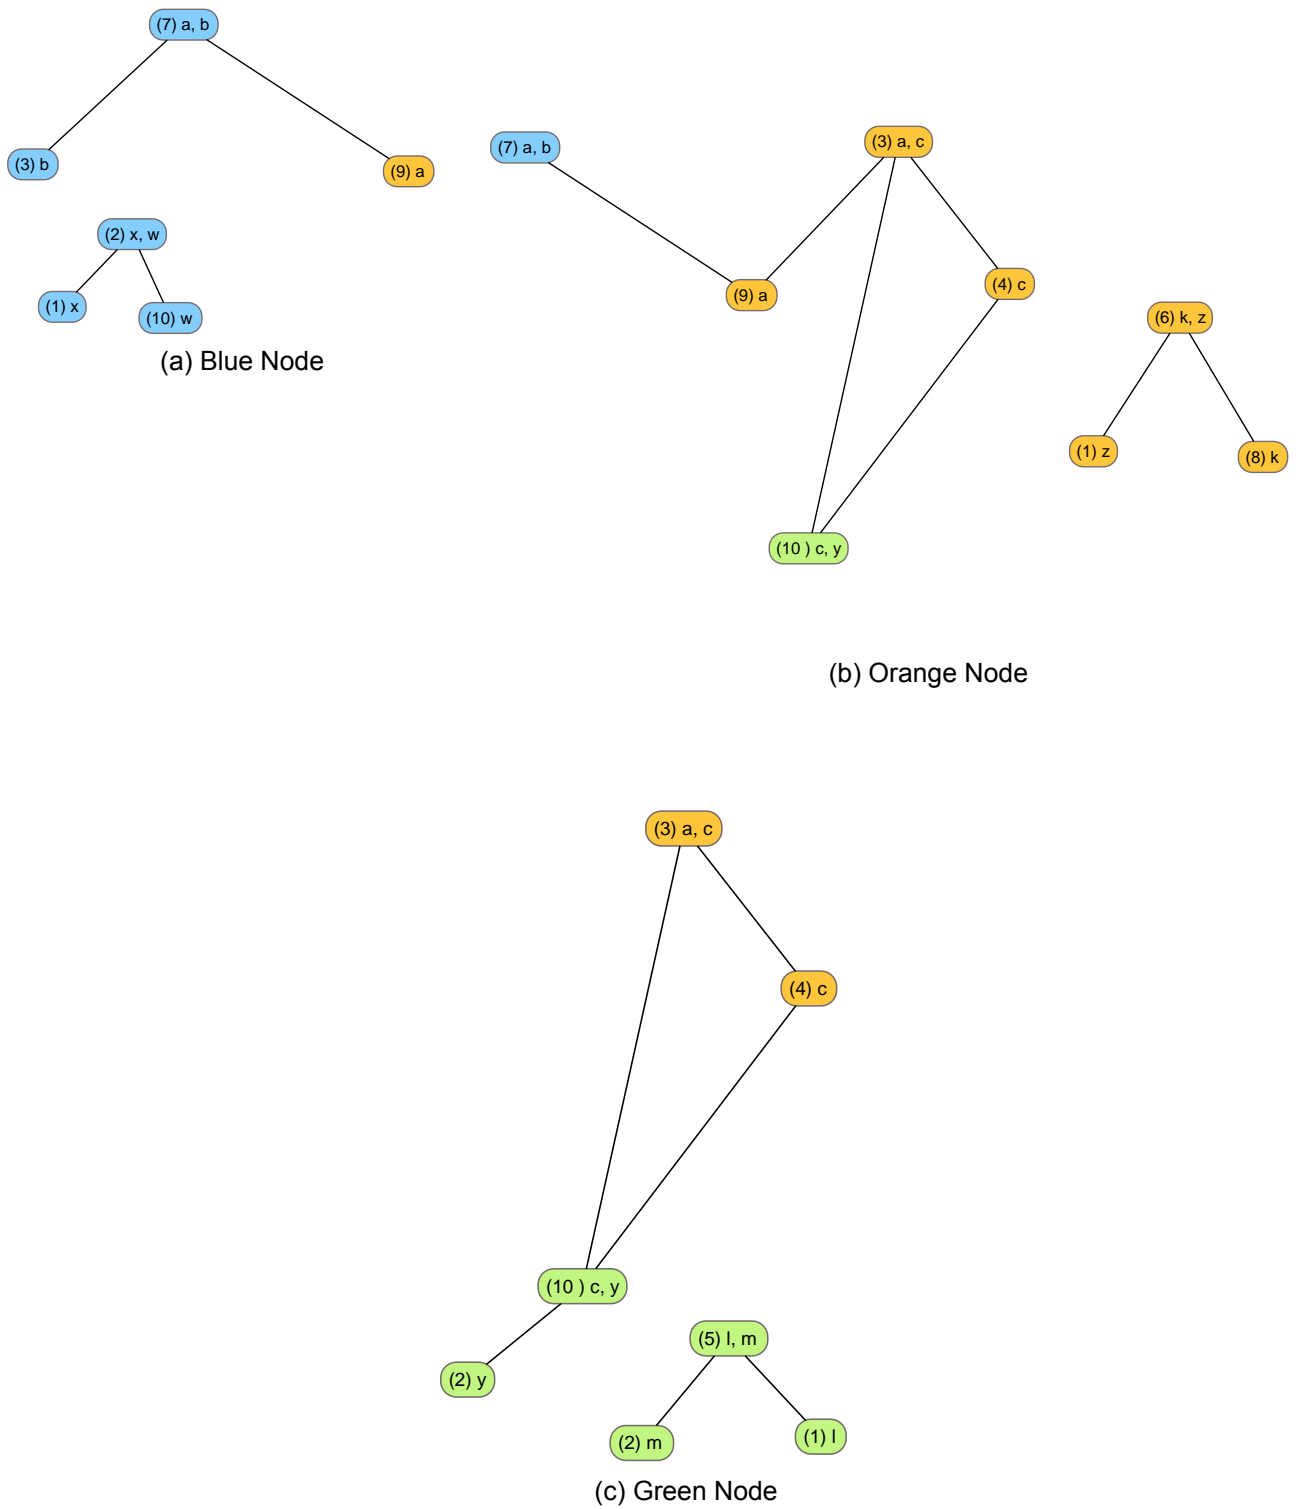 (7) a, b
(3) b
(9) a
(2) x, w
(1) x
(10) w
(a) Blue Node
(7) a, b
(3) a, c
(9) a
(4) c
(10 ) c, y
(6) k, z
(1) z
(8) k
(b) Orange Node
(3) a, c
(4) c
(10 ) c, y
(2) y
(5) l, m
(2) m
(1) l
(c) Green Node